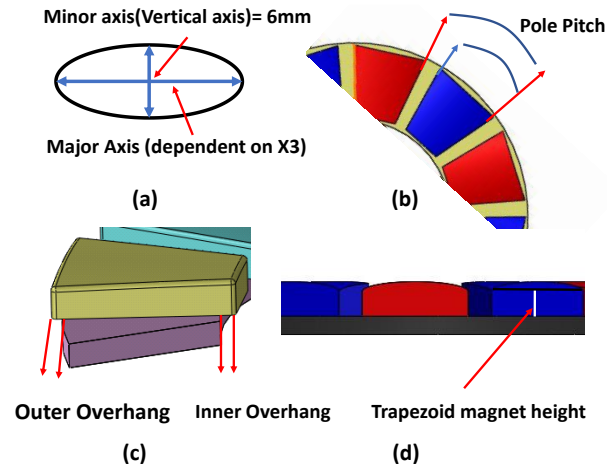 Minor axis(Vertical axis)= 6mm
Major Axis (dependent on X3)
(a)
Pole Pitch
(b)
Outer Overhang
Inner Overhang
(c)
Trapezoid magnet height
(d)